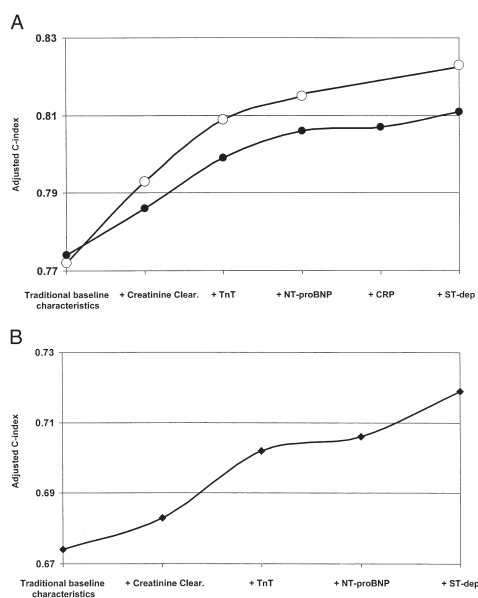 A
0.83
0.81
0.79
0.77
Adjusted C-index
Traditional baseline
characteristics
+ Creatinine Clear.
+ TnT
+ NT-proBNP
+ CRP
+ ST-dep
B
0.73
0.71
0.69
0.67
Adjusted C-index
Traditional baseline
characteristics
+ Creatinine Clear.
+ TnT
+ NT-proBNP
+ ST-dep